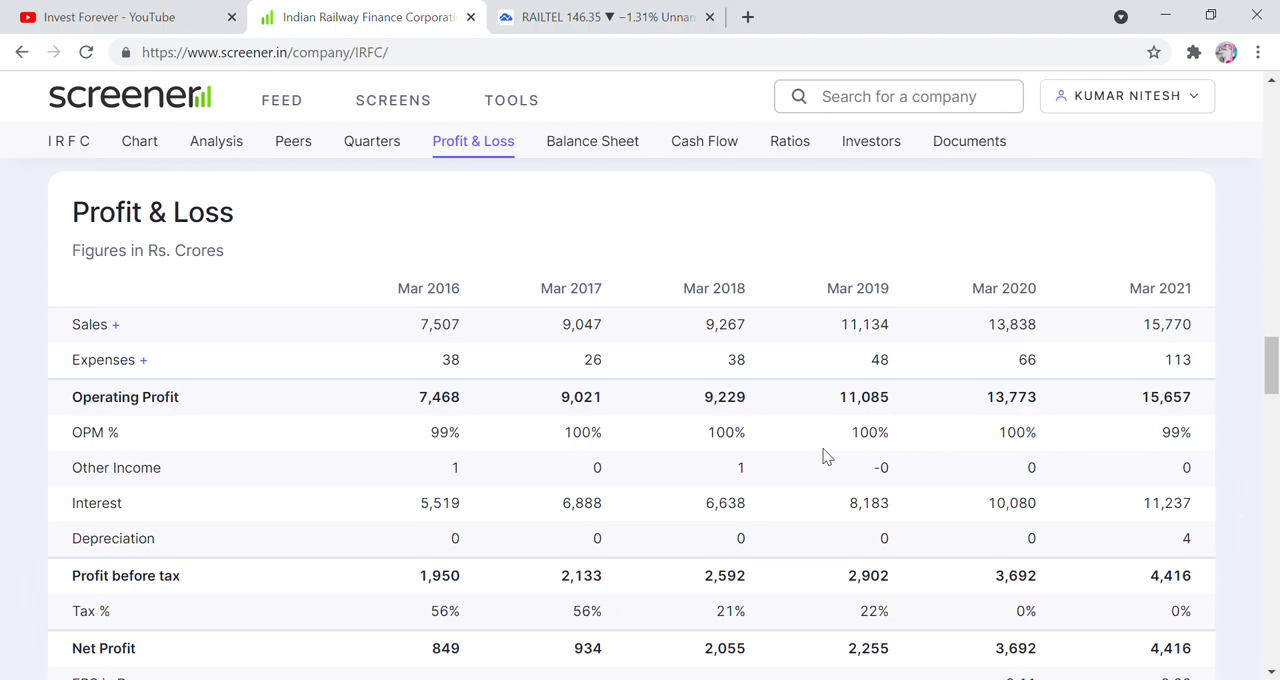 Invest Forever - YouTube
Indian Railway Finance Corporati
RAILTEL 146.35 ▼ −1.31% Unnan
https://www.screener.in/company/IRFC/
screener
FEED SCREENS TOOLS
Search for a company
KUMAR NITESH
I R F C Chart Analysis Peers Quarters Profit & Loss Balance Sheet Cash Flow Ratios Investors Documents
Profit & Loss
Figures in Rs. Crores
Mar 2016 Mar 2017 Mar 2018 Mar 2019 Mar 2020 Mar 2021
Sales + 7,507 9,047 9,267 11,134 13,838 15,770
Expenses + 38 26 38 48 66 113
Operating Profit 7,468 9,021 9,229 11,085 13,773 15,657
OPM % 99% 100% 100% 100% 100% 99%
Other Income 1 0 1 -0 0 0
Interest 5,519 6,888 6,638 8,183 10,080 11,237
Depreciation 0 0 0 0 0 4
Profit before tax 1,950 2,133 2,592 2,902 3,692 4,416
Tax % 56% 56% 21% 22% 0% 0%
Net Profit 849 934 2,055 2,255 3,692 4,416